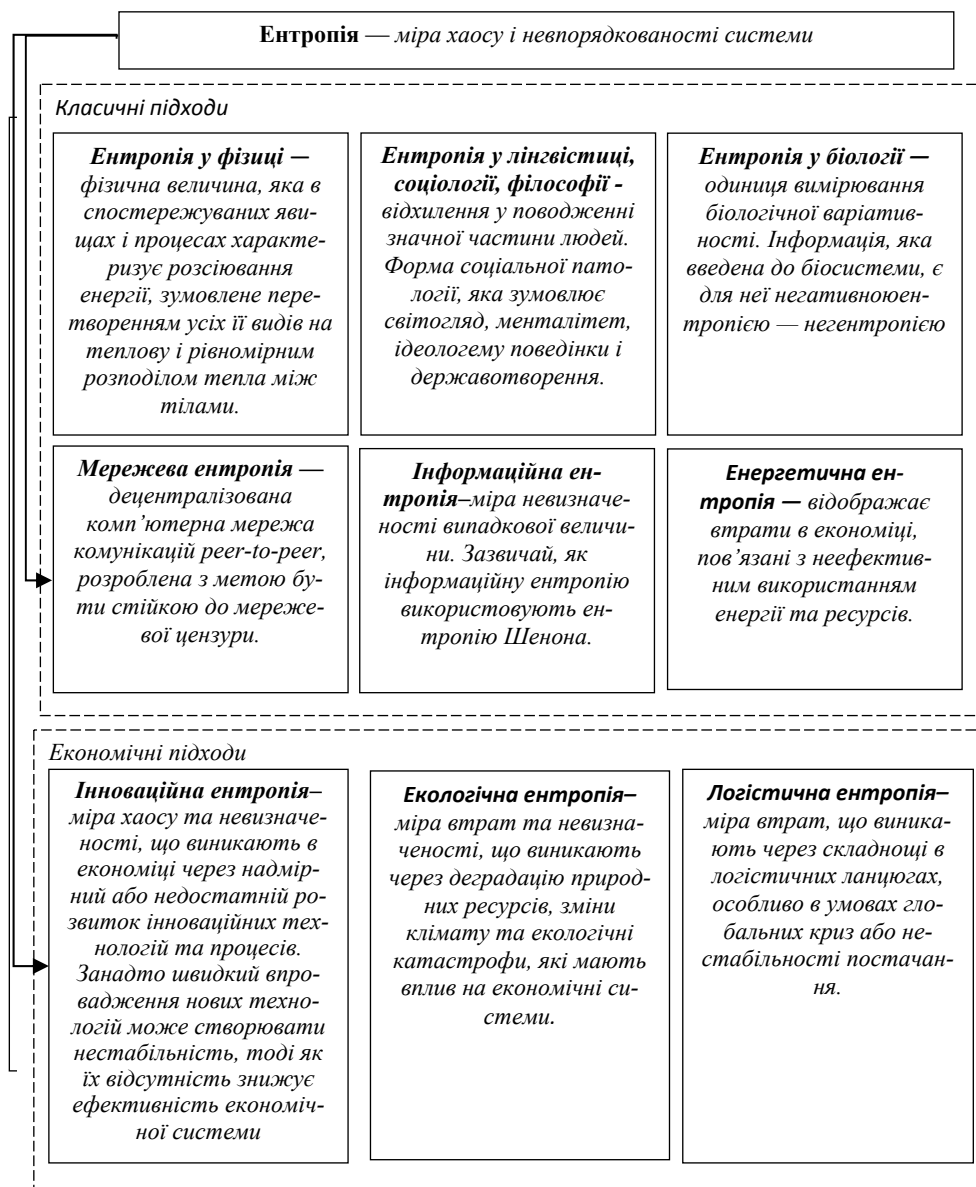 Ентропія — міра хаосу і невпорядкованості системи
Класичні підходи
Ентропія у фізиці —
фізична величина, яка в
спостережуваних яви-
щах і процесах характе-
ризує розсіювання
енергії, зумовлене пере-
творенням усіх її видів на
теплову і рівномірним
розподілом тепла між
тілами.
Ентропія у лінгвістиці,
соціології, філософії -
відхилення у поводженні
значної частини людей.
Форма соціальної пато-
логії, яка зумовлює
світогляд, менталітет,
ідеологему поведінки і
державотворення.
Ентропія у біології —
одиниця вимірювання
біологічної варіатив-
ності. Інформація, яка
введена до біосистеми, є
для неї негативноюен-
тропією — негентропією
Мережева ентропія —
децентралізована
комп’ютерна мережа
комунікацій peer-to-peer,
розроблена з метою бу-
ти стійкою до мереже-
вої цензури.
Інформаційна ен-
тропія–міра невизначе-
ності випадкової величи-
ни. Зазвичай, як
інформаційну ентропію
використовують ен-
тропію Шенона.
Енергетична ен-
тропія — відображає
втрати в економіці,
пов’язані з неефектив-
ним використанням
енергії та ресурсів.
Економічні підходи
Інноваційна ентропія–
міра хаосу та невизначе-
ності, що виникають в
економіці через надмір-
ний або недостатній ро-
звиток інноваційних тех-
нологій та процесів.
Занадто швидкий впро-
вадження нових техно-
логій може створювати
нестабільність, тоді як
їх відсутність знижує
ефективність економіч-
ної системи
Екологічна ентропія–
міра втрат та невизна-
ченості, що виникають
через деградацію природ-
них ресурсів, зміни
клімату та екологічні
катастрофи, які мають
вплив на економічні си-
стеми.
Логістична ентропія–
міра втрат, що виника-
ють через складнощі в
логістичних ланцюгах,
особливо в умовах гло-
бальних криз або не-
стабільності постачан-
ня.